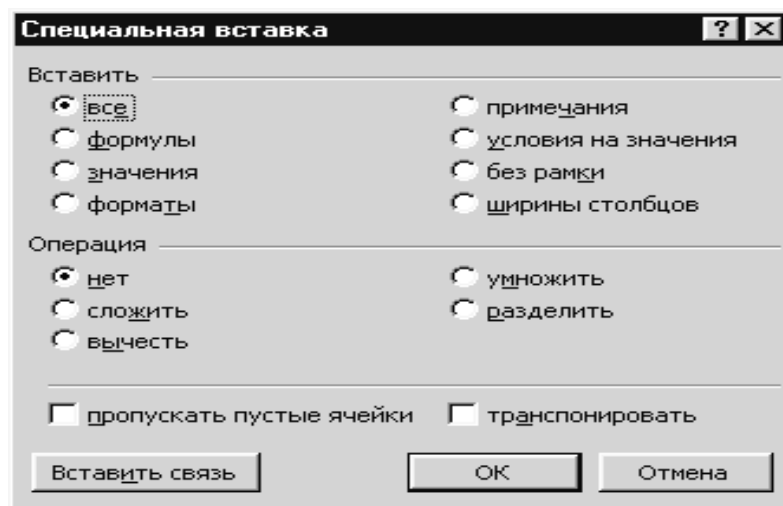 Специальная вставка ? ×
Вставить
все примечания
формулы условия на значения
значения без рамки
форматы ширины столбцов
Операция
нет умножить
сложить разделить
вычесть
пропускать пустые ячейки транспонировать
Вставить связь ОК Отмена